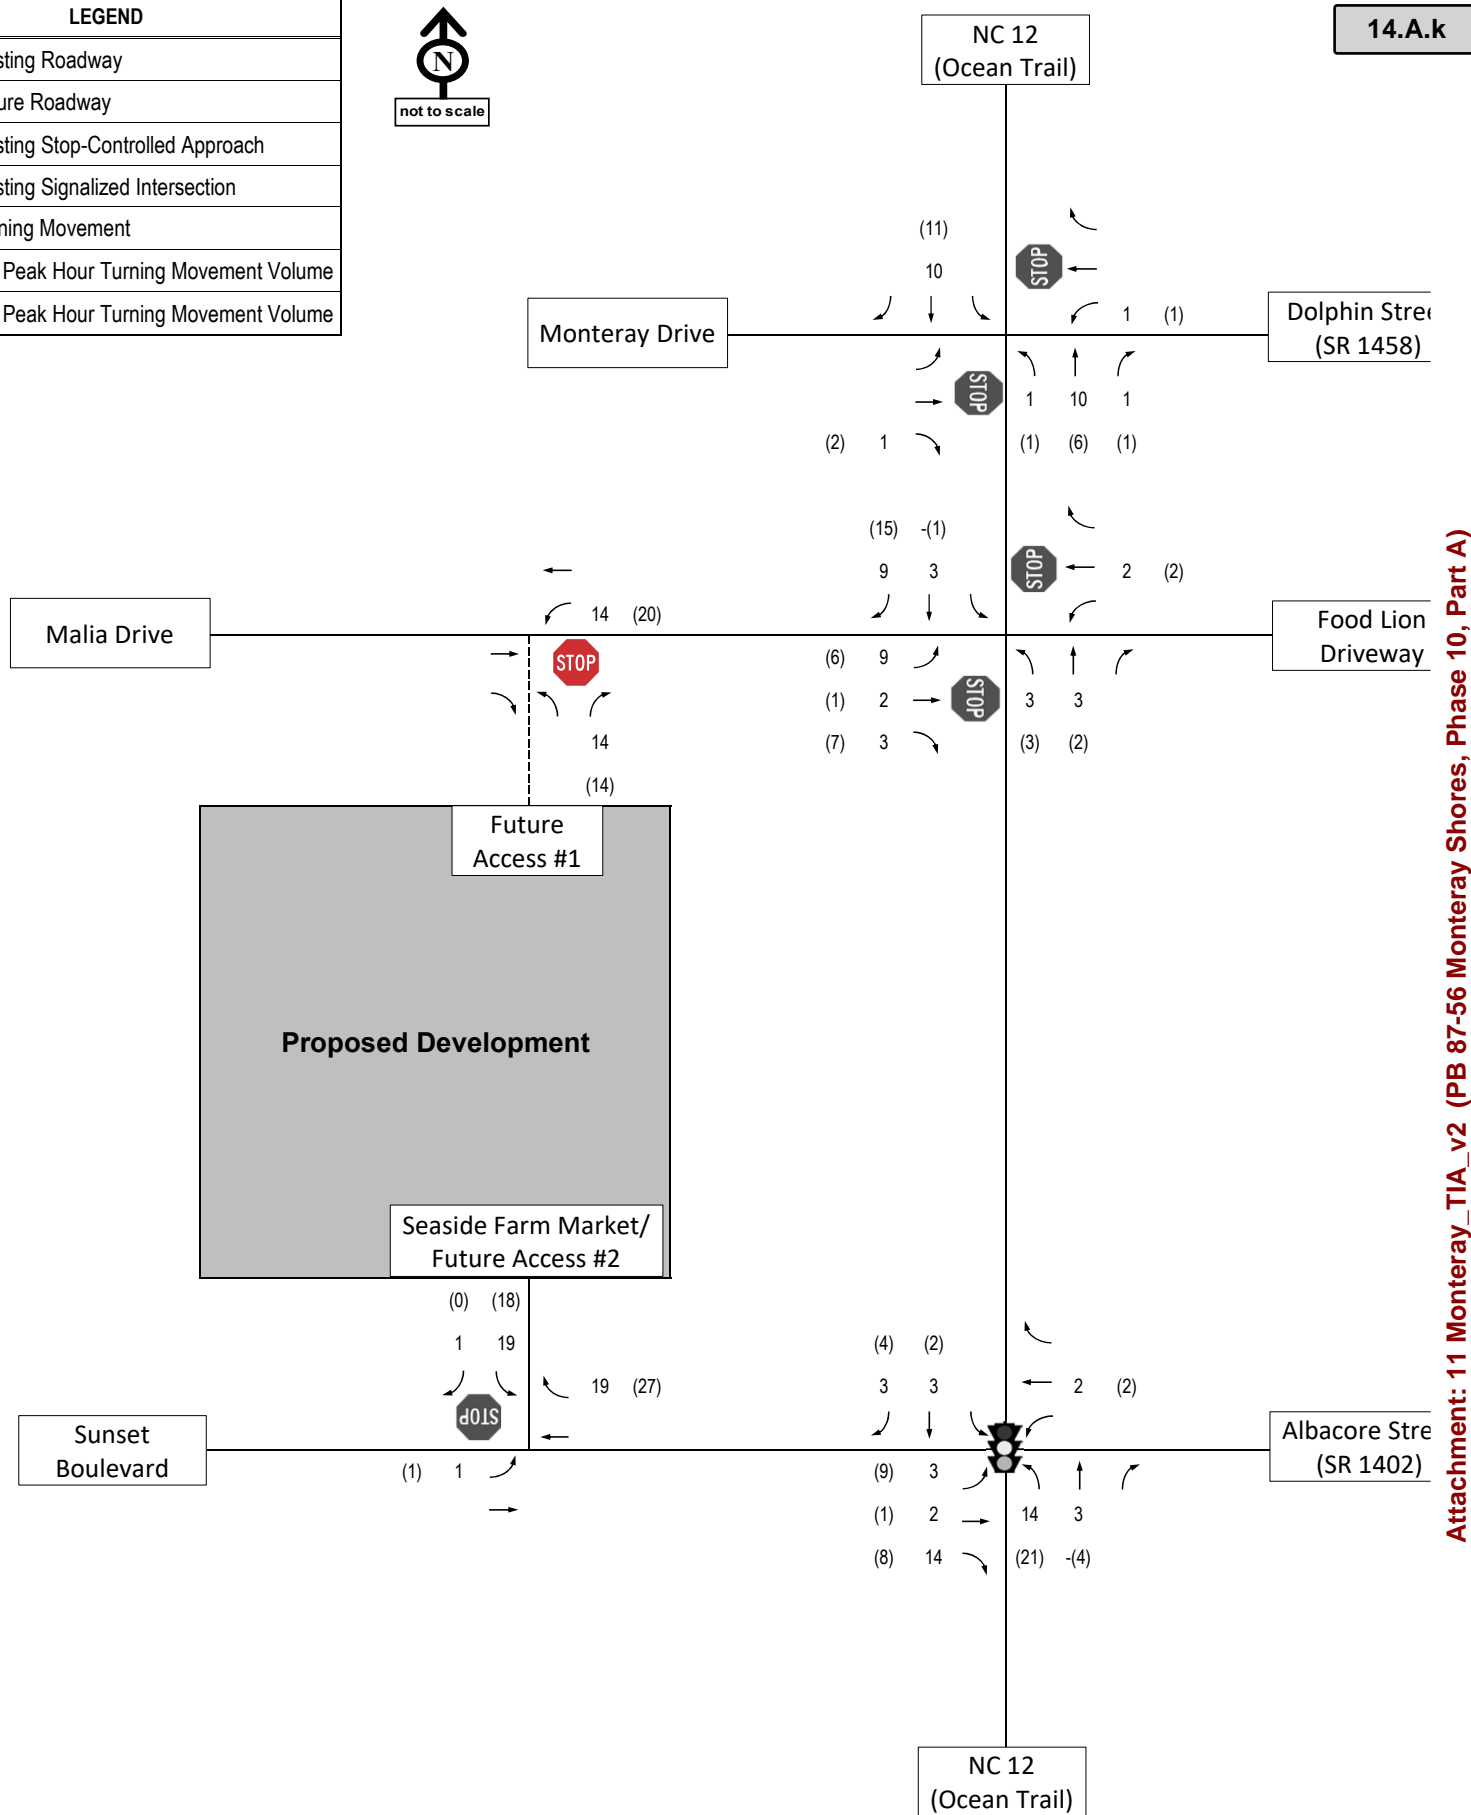 LEGEND
sting Roadway
ure Roadway
sting Stop-Controlled Approach
sting Signalized Intersection
ning Movement
Peak Hour Turning Movement Volume
Peak Hour Turning Movement Volume
N
not to scale
NC 12
(Ocean Trail)
14.A.k
(11)
10
STOP
Monteray Drive
1 (1)
Dolphin Stree
(SR 1458)
STOP
1 10 1
(2) 1
(1) (6) (1)
(15) -(1)
9 3
STOP
2 (2)
Malia Drive
14 (20)
Food Lion
Driveway
STOP
(6) 9
(1) 2
STOP
3 3
14
(7) 3
(3) (2)
(14)
Future
Access #1
Proposed Development
Seaside Farm Market/
Future Access #2
(0) (18)
1 19
STOP
19 (27)
(4) (2)
3 3
2 (2)
Sunset
Boulevard
Albacore Stre
(SR 1402)
(1) 1
(9) 3
(1) 2
14 3
(8) 14
(21) -(4)
NC 12
(Ocean Trail)
Attachment: 11 Monteray_TIA_v2 (PB 87-56 Monteray Shores, Phase 10, Part A)